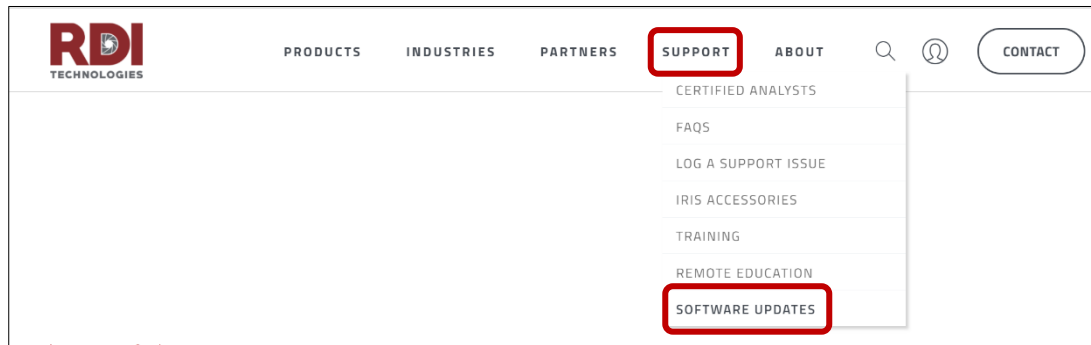 RDI
TECHNOLOGIES
PRODUCTS INDUSTRIES PARTNERS SUPPORT ABOUT CONTACT
CERTIFIED ANALYSTS
FAQS
LOG A SUPPORT ISSUE
IRIS ACCESSORIES
TRAINING
REMOTE EDUCATION
SOFTWARE UPDATES